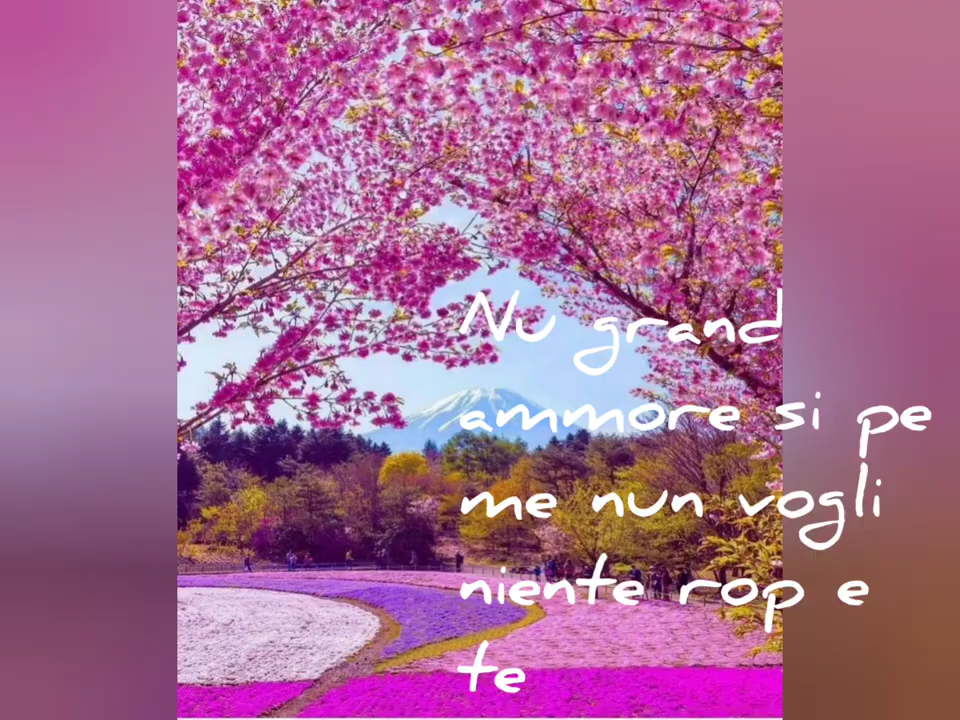 Nu grand
ammore si pe
me nun vogli
niente rop e
te